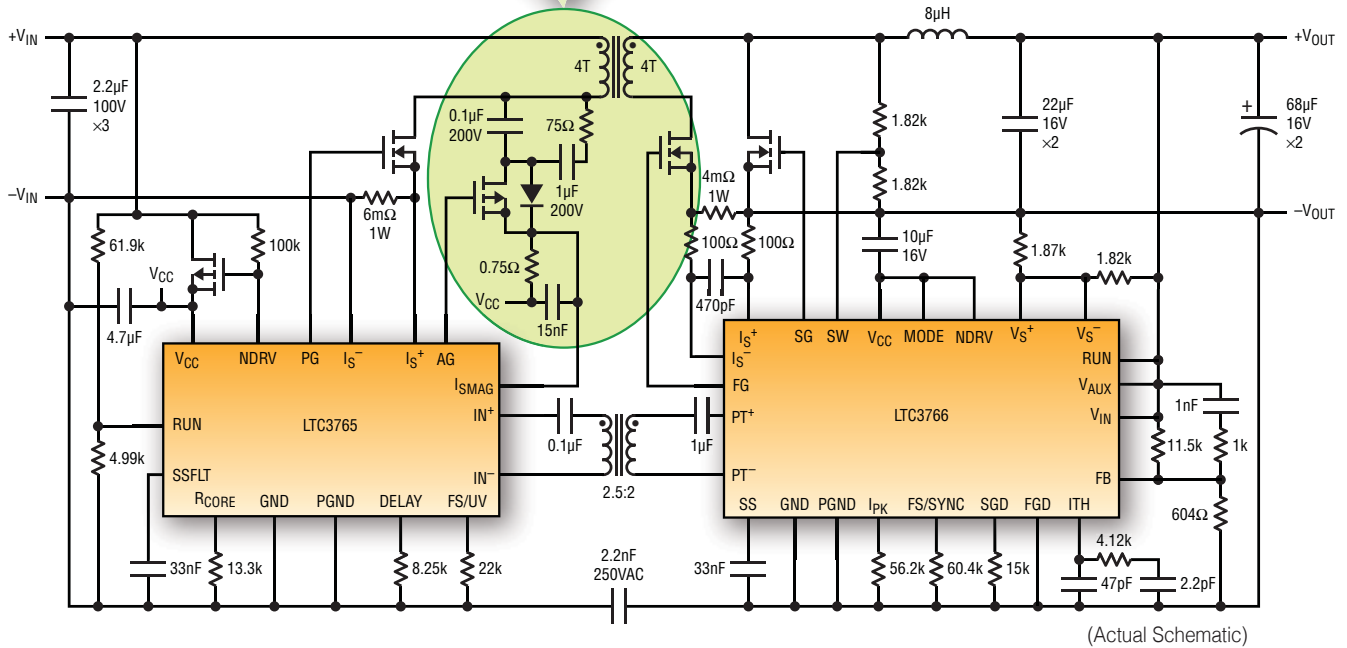 8µH
+VIN
+VOUT
2.2µF
100V
×3
4T
4T
0.1µF
200V
75Ω
1.82k
22µF
16V
×2
+
68µF
16V
×2
1µF
200V
4mΩ
1W
1.82k
–VIN
–VOUT
6mΩ
1W
61.9k
100k
VCC
100Ω
100Ω
10µF
16V
1.87k
1.82k
0.75Ω
VCC
15nF
470pF
4.7µF
VCC
NDRV
PG
IS–
IS+
AG
ISMAG
IN+
IN–
RUN
LTC3765
SSFLT
RCORE
GND
PGND
DELAY
FS/UV
4.99k
0.1µF
1µF
2.5:2
IS+
SG
SW
VCC
MODE
NDRV
VS+
VS–
IS–
RUN
FG
VAUX
PT+
LTC3766
VIN
PT–
FB
SS
GND
PGND
IPK
FS/SYNC
SGD
FGD
ITH
1nF
11.5k
1k
604Ω
33nF
13.3k
8.25k
22k
2.2nF
250VAC
33nF
56.2k
60.4k
15k
4.12k
47pF
2.2pF
(Actual Schematic)